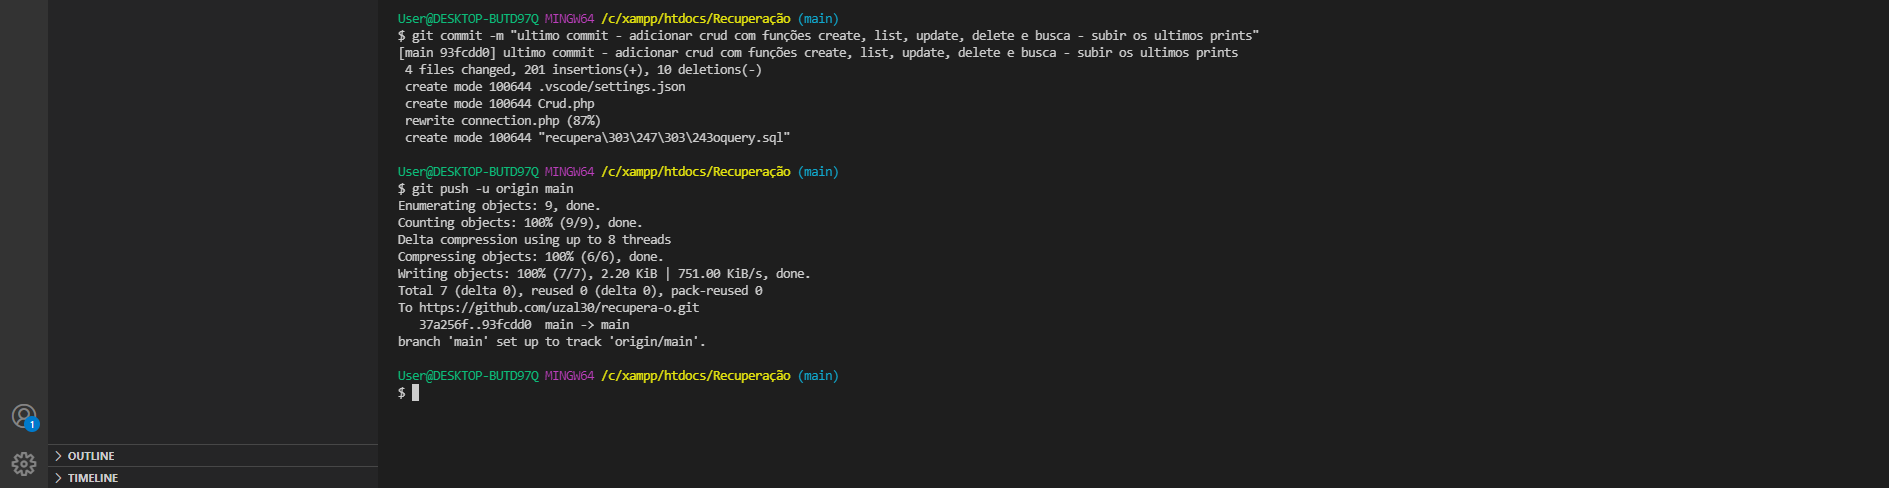 User@DESKTOP-BUTD97Q MINGW64 /c/xampp/htdocs/Recuperação (main)
$ git commit -m "ultimo commit - adicionar crud com funções create, list, update, delete e busca - subir os ultimos prints"
[main 93fcdd0] ultimo commit - adicionar crud com funções create, list, update, delete e busca - subir os ultimos prints
 4 files changed, 201 insertions(+), 10 deletions(-)
 create mode 100644 .vscode/settings.json
 create mode 100644 Crud.php
 rewrite connection.php (87%)
 create mode 100644 "recupera\303\247\303\243oquery.sql"

User@DESKTOP-BUTD97Q MINGW64 /c/xampp/htdocs/Recuperação (main)
$ git push -u origin main
Enumerating objects: 9, done.
Counting objects: 100% (9/9), done.
Delta compression using up to 8 threads
Compressing objects: 100% (6/6), done.
Writing objects: 100% (7/7), 2.20 KiB | 751.00 KiB/s, done.
Total 7 (delta 0), reused 0 (delta 0), pack-reused 0
To https://github.com/uzal30/recupera-o.git
   37a256f..93fcdd0  main -> main
branch 'main' set up to track 'origin/main'.

User@DESKTOP-BUTD97Q MINGW64 /c/xampp/htdocs/Recuperação (main)
$
1
OUTLINE
TIMELINE